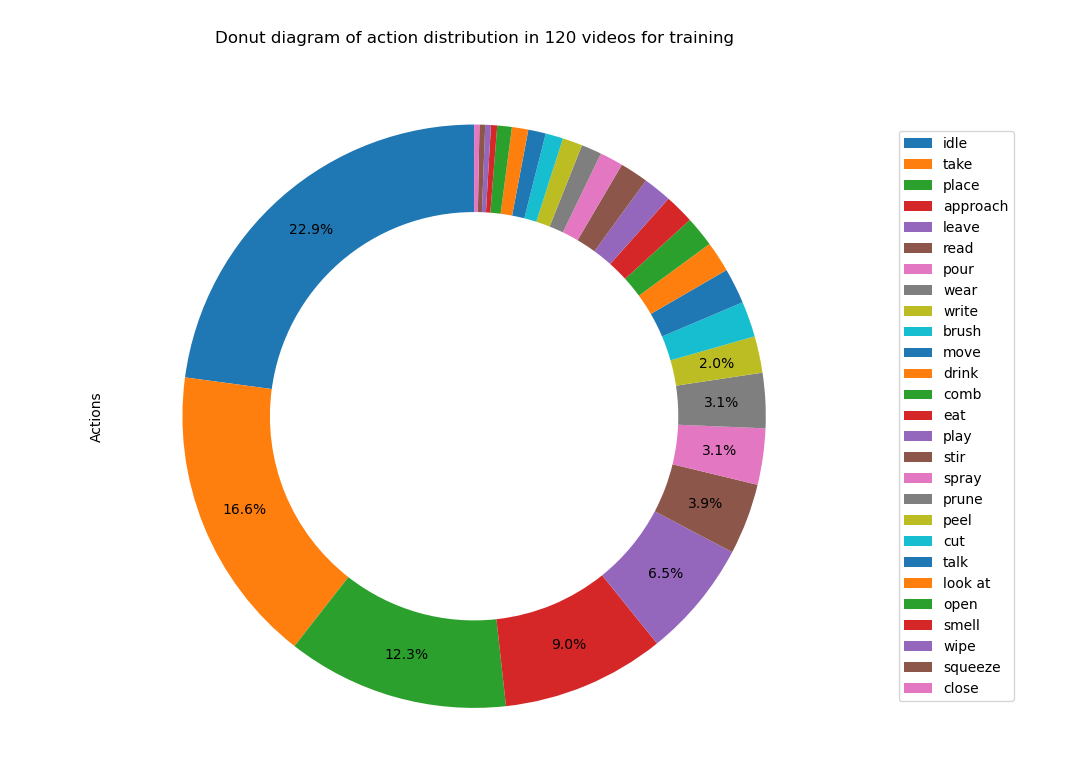 Donut diagram of action distribution in 120 videos for training
22.9%
16.6%
12.3%
9.0%
6.5%
3.9%
3.1%
3.1%
2.0%
Actions
idle
take
place
approach
leave
read
pour
wear
write
brush
move
drink
comb
eat
play
stir
spray
prune
peel
cut
talk
look at
open
smell
wipe
squeeze
close